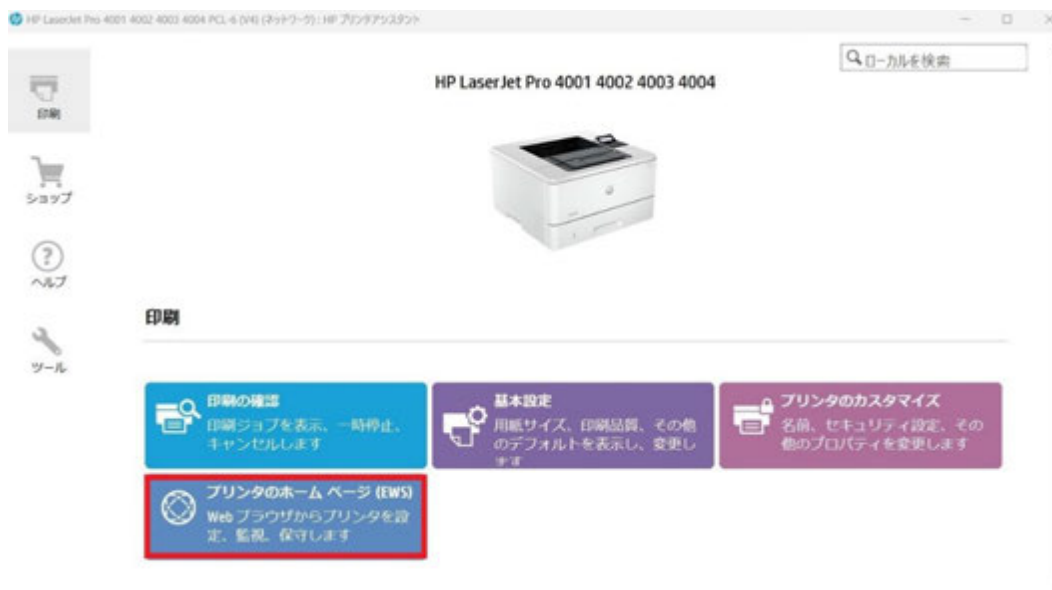 HP LaserJet Pro 4001 4002 4003 4004 PCL-6 (V4) (ネットワーク) : HP プリンタアシスタント
ローカルを検索
HP LaserJet Pro 4001 4002 4003 4004
印刷
ショップ
ヘルプ
ツール
印刷
印刷の確認
印刷ジョブを表示、一時停止、
キャンセルします
基本設定
用紙サイズ、印刷品質、その他
のデフォルトを表示し、変更し
ます
プリンタのカスタマイズ
名前、セキュリティ設定、その
他のプロパティを変更します
プリンタのホーム ページ (EWS)
Web ブラウザからプリンタを設
定、監視、保守します